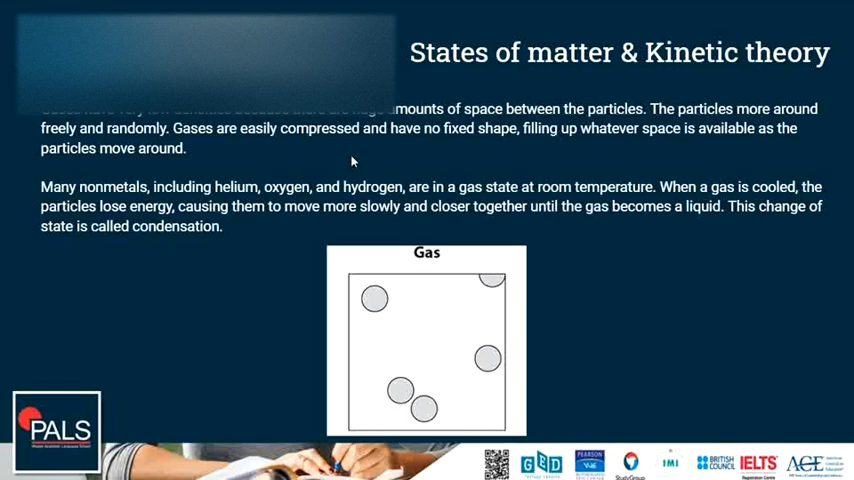 States of matter & Kinetic theory
amounts of space between the particles. The particles more around
freely and randomly. Gases are easily compressed and have no fixed shape, filling up whatever space is available as the
particles move around.
Many nonmetals, including helium, oxygen, and hydrogen, are in a gas state at room temperature. When a gas is cooled, the
particles lose energy, causing them to move more slowly and closer together until the gas becomes a liquid. This change of
state is called condensation.
Gas
PALS
GED
PEARSON
VUE
StudyGroup
IMI
BRITISH
COUNCIL
IELTS
Registration Centre
ACE